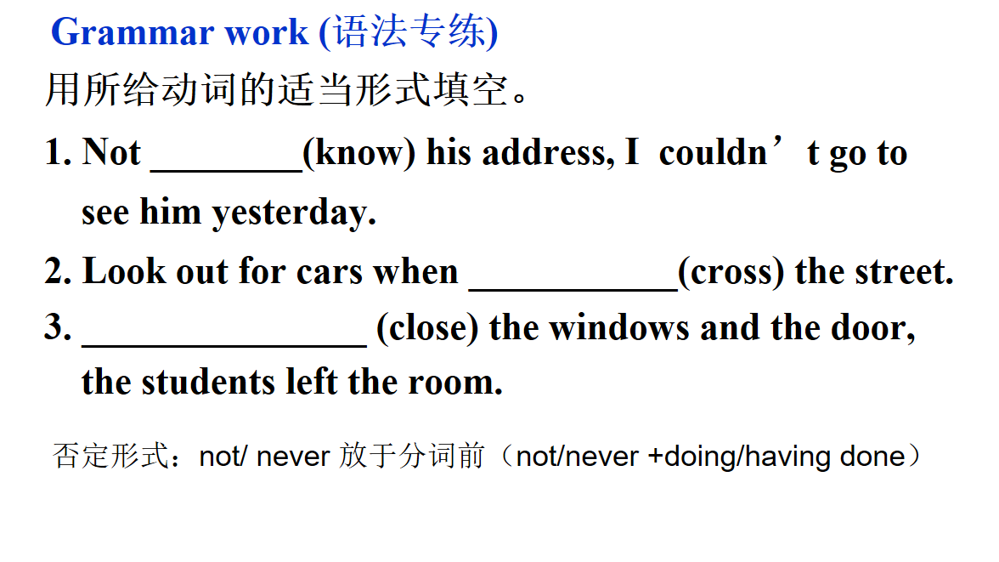 Grammar work (语法专练)
用所给动词的适当形式填空。
1. Not ________(know) his address, I couldn’t go to
see him yesterday.
2. Look out for cars when ___________(cross) the street.
3. _______________ (close) the windows and the door,
the students left the room.
否定形式：not/ never 放于分词前（not/never +doing/having done）